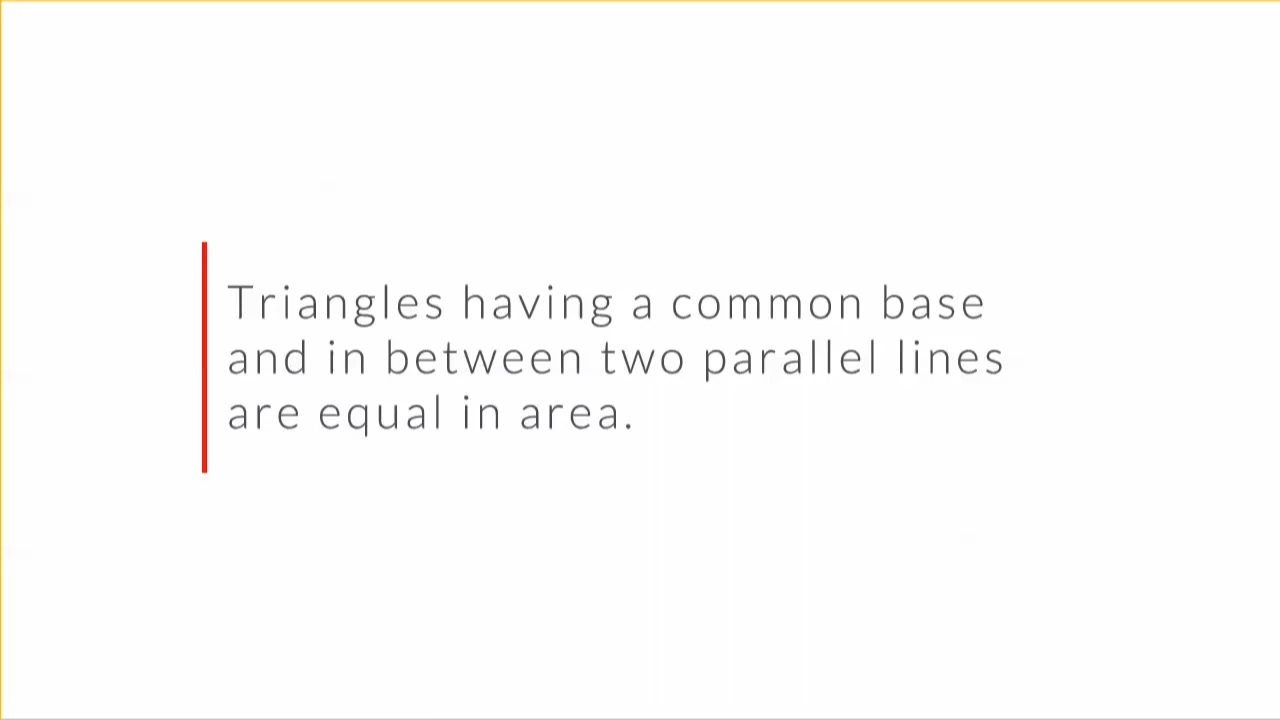 Triangles having a common base
and in between two parallel lines
are equal in area.